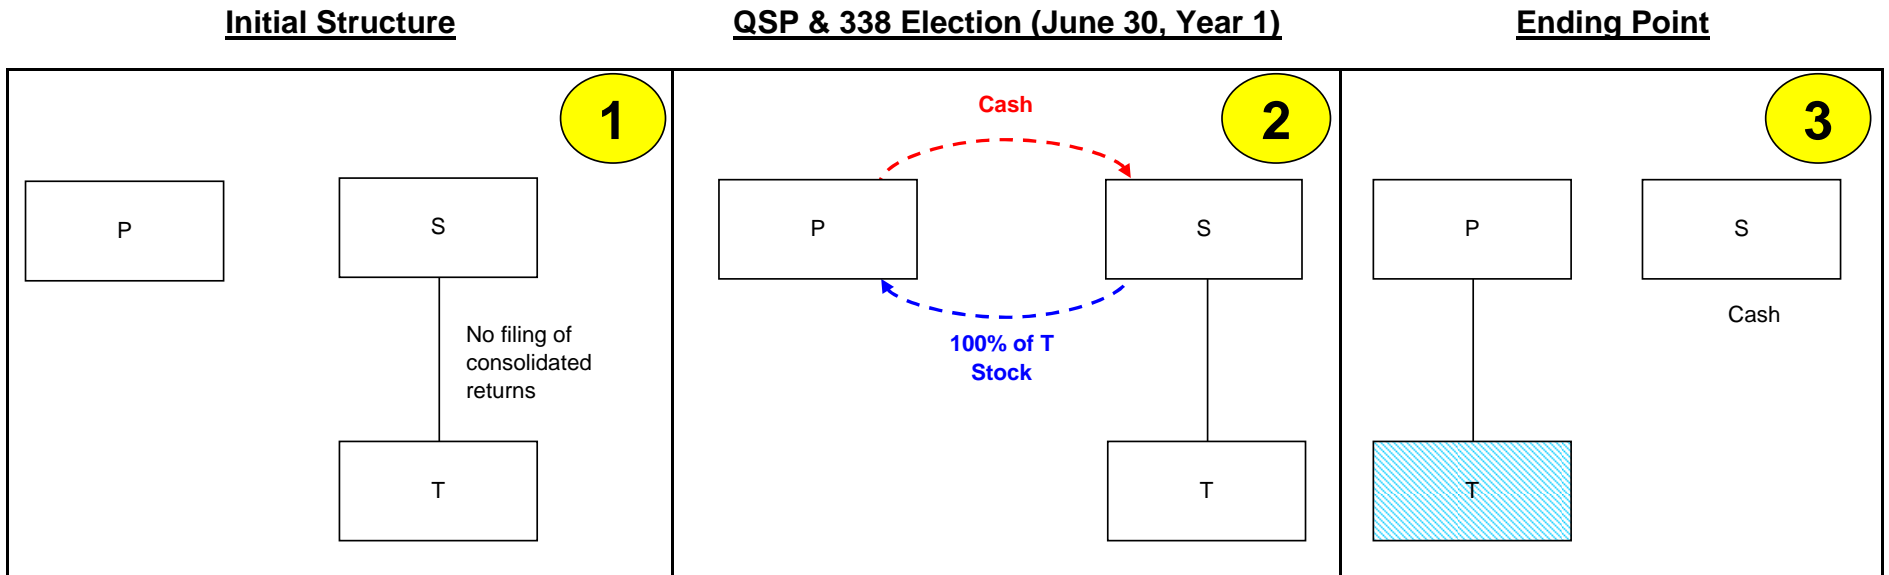 Initial Structure
QSP & 338 Election (June 30, Year 1)
Ending Point
1
P
S
No filing of
consolidated
returns
T
2
Cash
P
S
100% of T
Stock
T
3
P
S
Cash
T